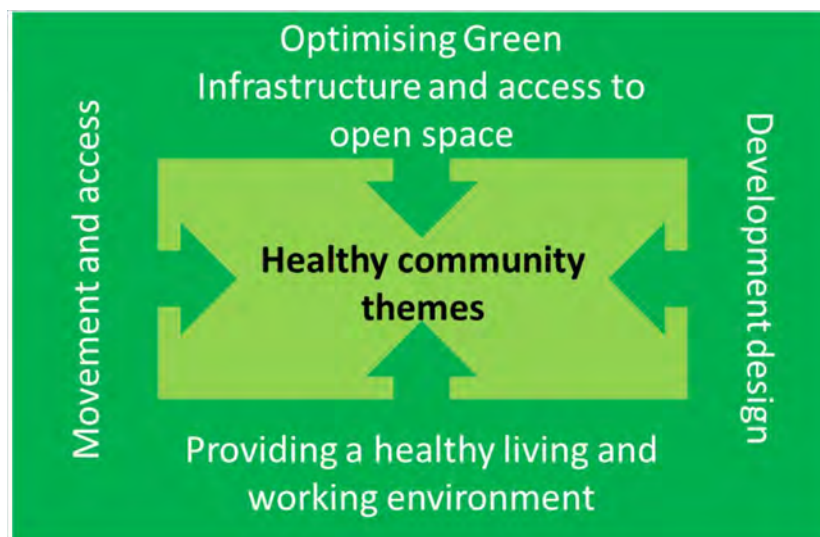 Optimising Green
Infrastructure and access to
open space
Movement and access
Healthy community
themes
Development design
Providing a healthy living and
working environment